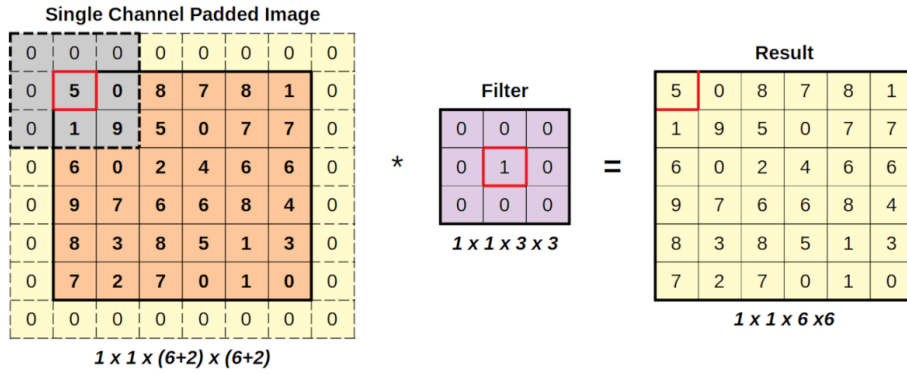 Single Channel Padded Image
0 0 0 0 0 0 0 0
0 5 0 8 7 8 1 0
0 1 9 5 0 7 7 0
0 6 0 2 4 6 6 0
0 9 7 6 6 8 4 0
0 8 3 8 5 1 3 0
0 7 2 7 0 1 0 0
0 0 0 0 0 0 0 0
1 x 1 x (6+2) x (6+2)
*
Filter
0 0 0
0 1 0
0 0 0
1 x 1 x 3 x 3
=
Result
5 0 8 7 8 1
1 9 5 0 7 7
6 0 2 4 6 6
9 7 6 6 8 4
8 3 8 5 1 3
7 2 7 0 1 0
1 x 1 x 6 x6